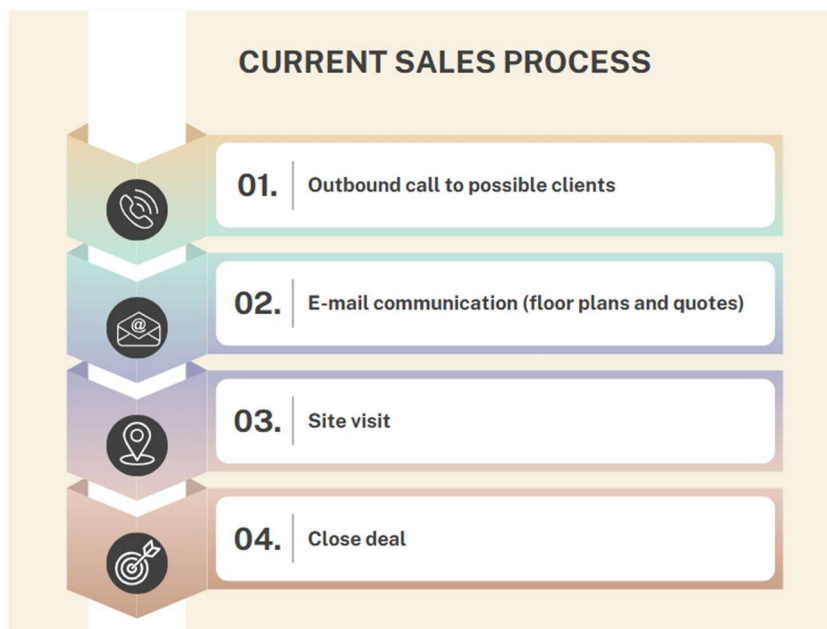 CURRENT SALES PROCESS
01. Outbound call to possible clients
@
02. E-mail communication (floor plans and quotes)
03. Site visit
04. Close deal